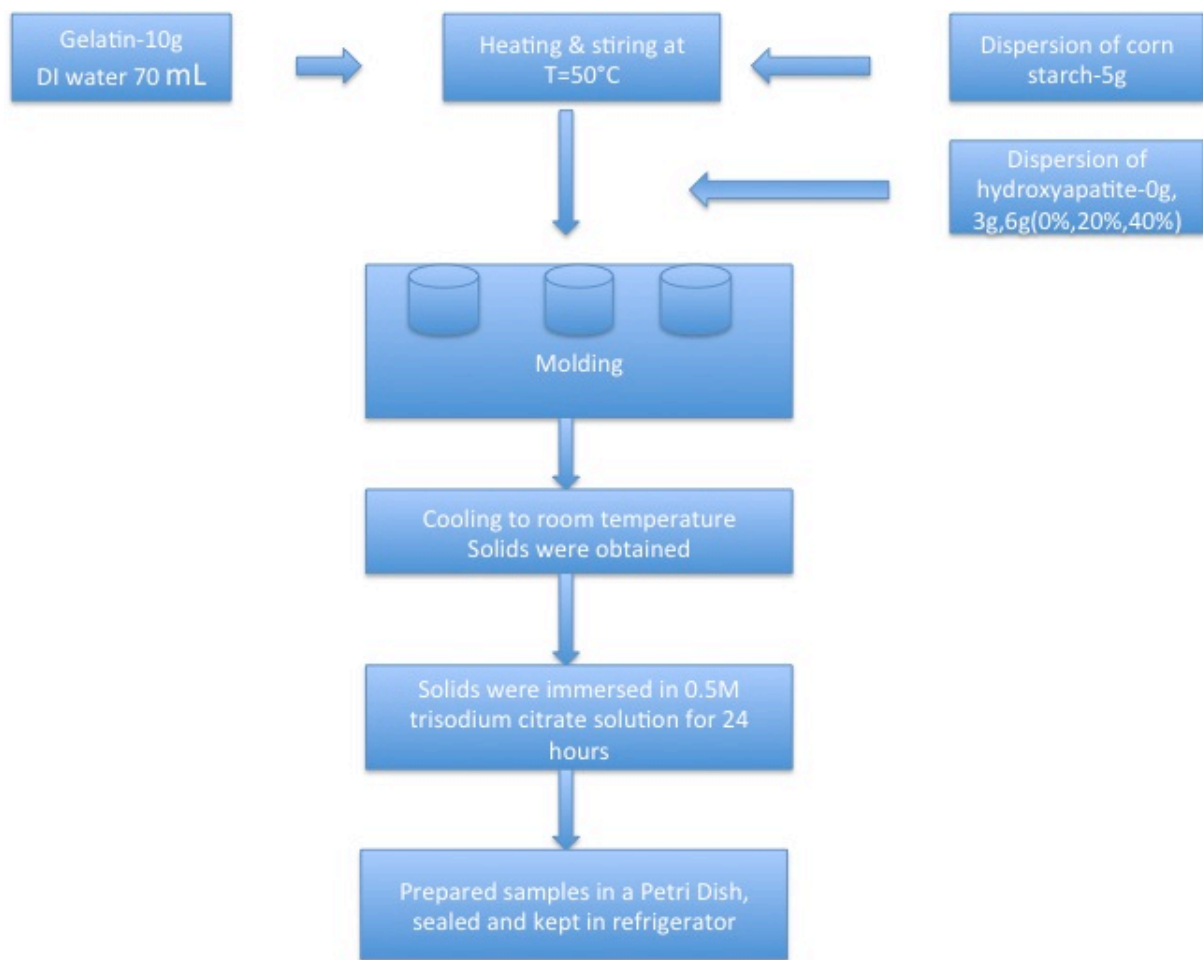 Gelatin-10g
DI water 70 mL
Heating & stiring at
T=50°C
Dispersion of corn
starch-5g
Dispersion of
hydroxyapatite-0g,
3g,6g(0%,20%,40%)
Molding
Cooling to room temperature
Solids were obtained
Solids were immersed in 0.5M
trisodium citrate solution for 24
hours
Prepared samples in a Petri Dish,
sealed and kept in refrigerator